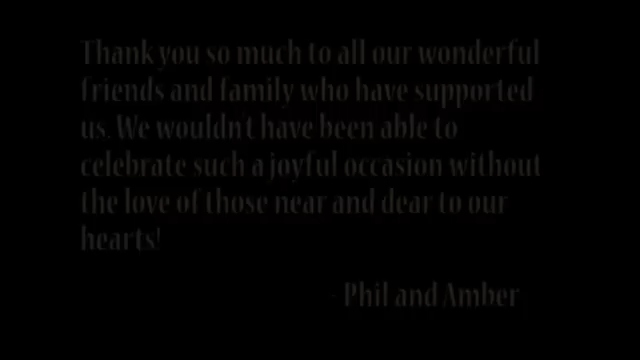 Thank you so much to all our wonderful
friends and family who have supported
us. We wouldn't have been able to
celebrate such a joyful occasion without
the love of those near and dear to our
hearts!
- Phil and Amber